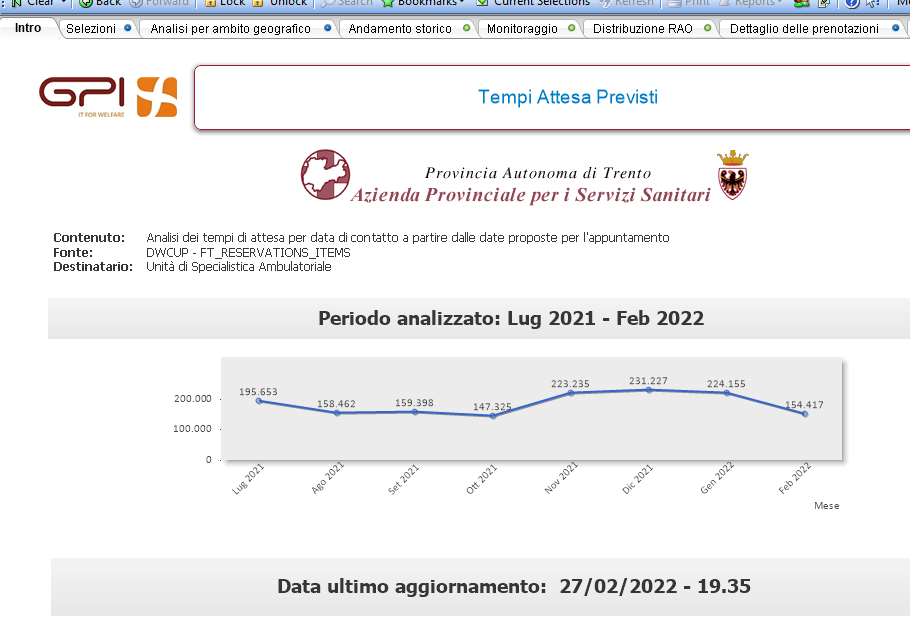 Clear Back Forward Lock Unlock Search Bookmarks Current Selections Refresh Print Reports
Intro Selezioni Analisi per ambito geografico Andamento storico Monitoraggio Distribuzione RAO Dettaglio delle prenotazioni
GPI
IT FOR WELFARE
Tempi Attesa Previsti
Provincia Autonoma di Trento
Azienda Provinciale per i Servizi Sanitari
Contenuto: Analisi dei tempi di attesa per data di contatto a partire dalle date proposte per l'appuntamento
Fonte: DWCUP - FT_RESERVATIONS_ITEMS
Destinatario: Unità di Specialistica Ambulatoriale
Periodo analizzato: Lug 2021 - Feb 2022
200.000
100.000
0
195.653 158.462 159.398 147.325 223.235 231.227 224.155 154.417
Lug 2021 Ago 2021 Set 2021 Ott 2021 Nov 2021 Dic 2021 Gen 2022 Feb 2022
Mese
Data ultimo aggiornamento: 27/02/2022 - 19.35